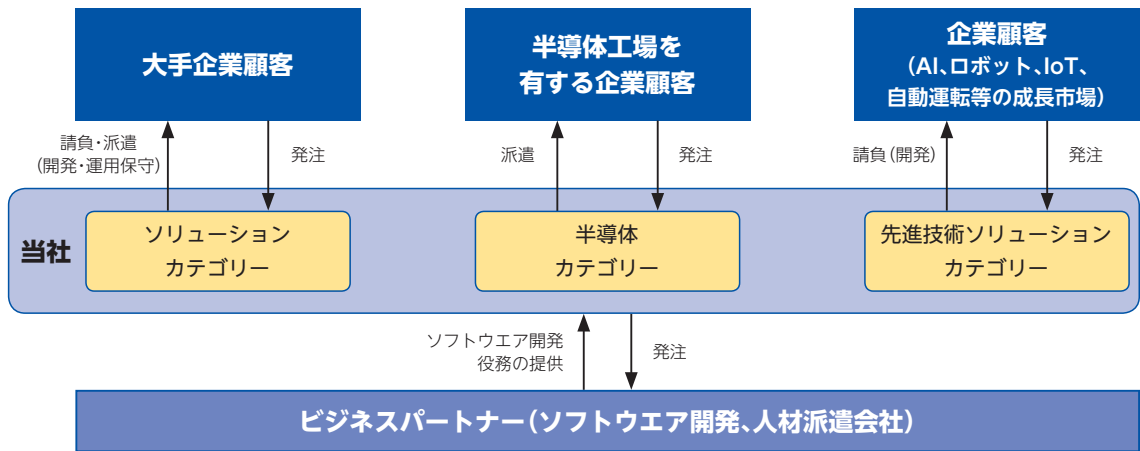 大手企業顧客
半導体工場を
有する企業顧客
企業顧客
(AI、ロボット、IoT、
自動運転等の成長市場)
請負・派遣
(開発・運用保守)
発注
派遣
発注
請負(開発)
発注
当社
ソリューション
カテゴリー
半導体
カテゴリー
先進技術ソリューション
カテゴリー
ソフトウエア開発
役務の提供
発注
ビジネスパートナー(ソフトウエア開発、人材派遣会社)